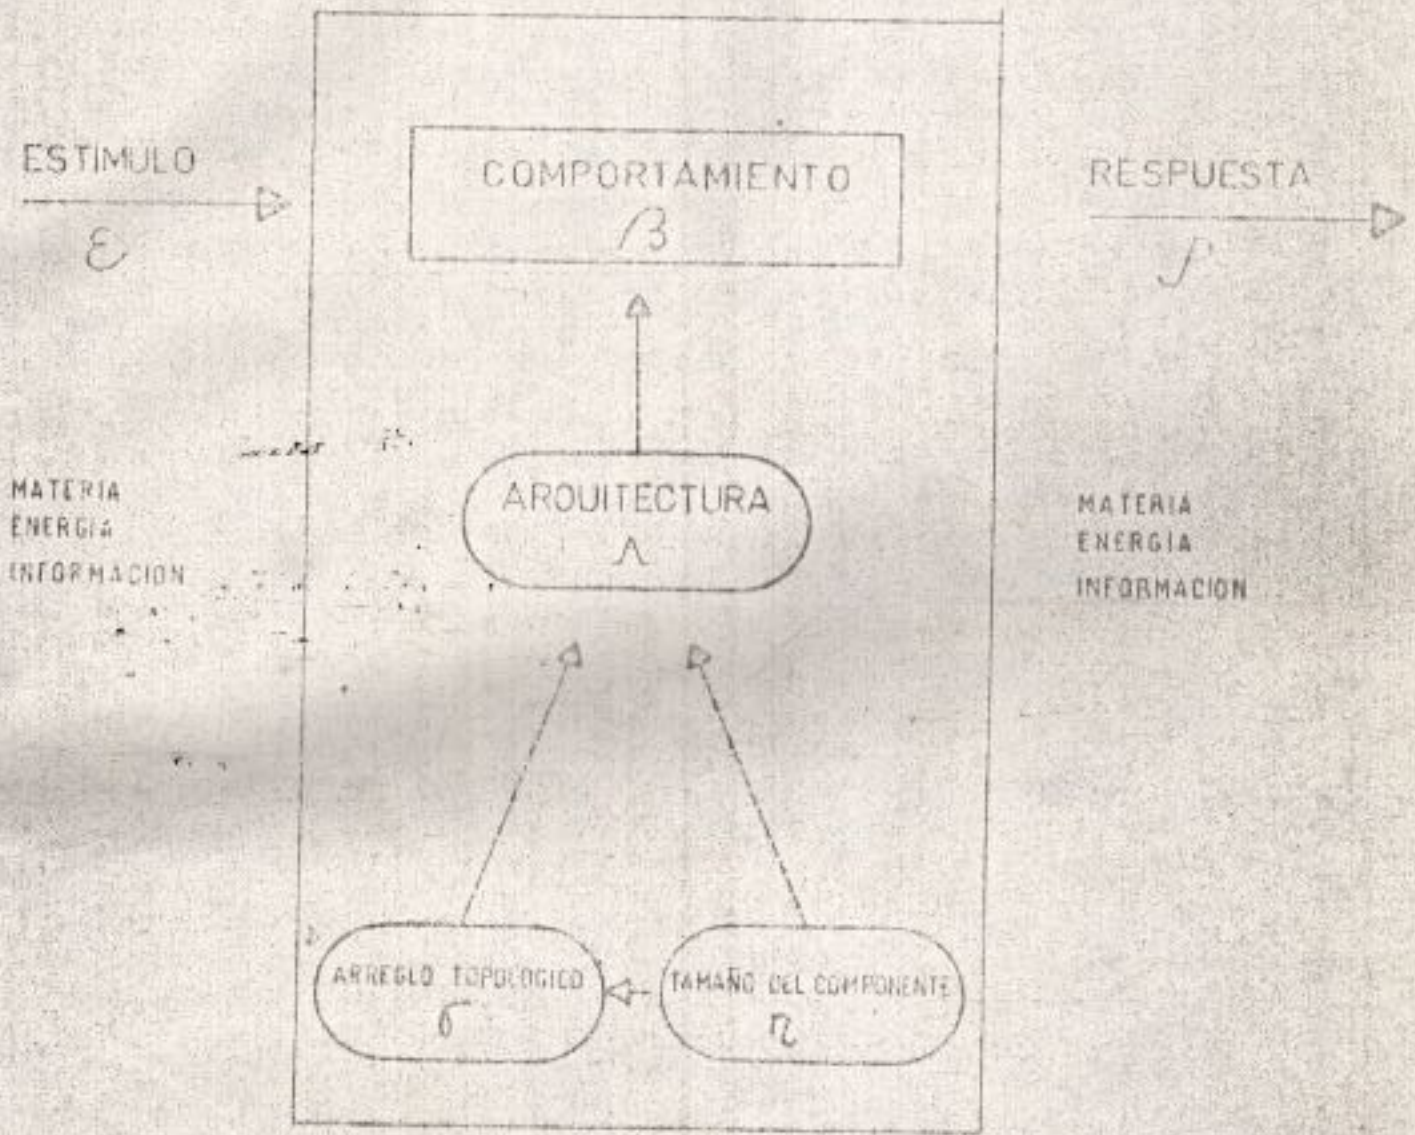 ESTIMULO
ε
COMPORTAMIENTO
β
RESPUESTA
ρ
MATERIA
ENERGIA
INFORMACION
ARQUITECTURA
Λ
MATERIA
ENERGIA
INFORMACION
ARREGLO TOPOLOGICO
σ
TAMAÑO DEL COMPONENTE
η